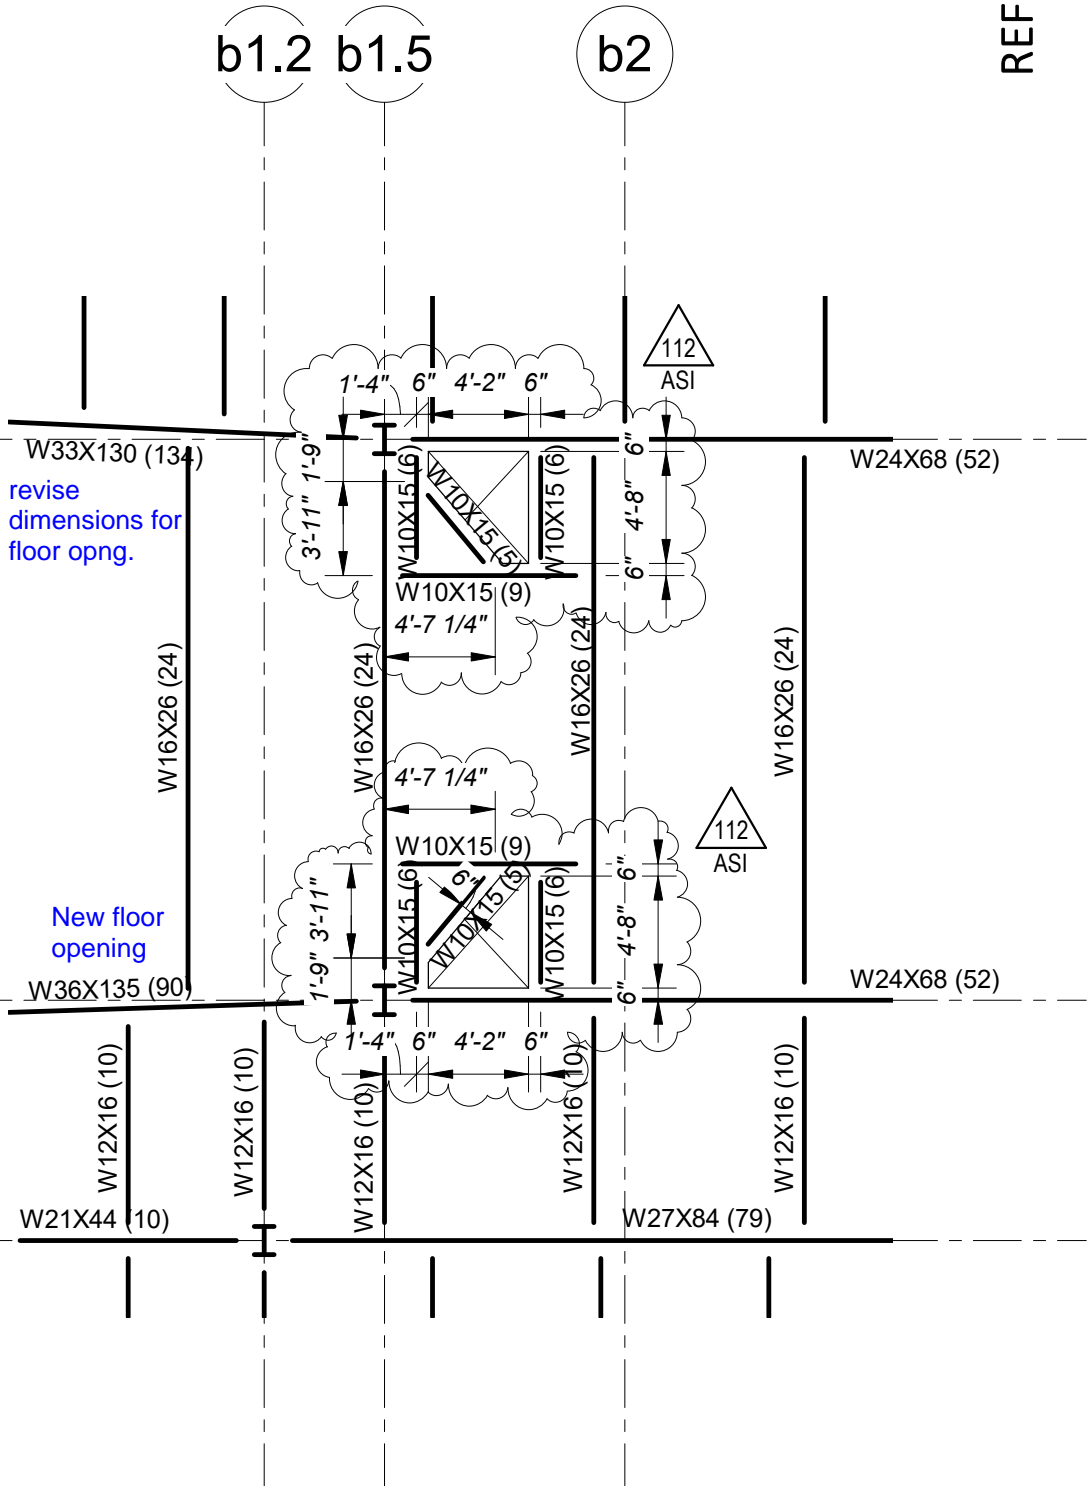 b1.2
b1.5
b2
REF
112
ASI
1'-4"
6"
4'-2"
6"
W33X130 (134)
1'-9"
3'-11"
W10X15 (6)
W10X15 (5)
W10X15 (6)
6"
4'-8"
6"
W24X68 (52)
revise
dimensions for
floor opng.
W10X15 (9)
4'-7 1/4"
W16X26 (24)
W16X26 (24)
W16X26 (24)
W16X26 (24)
4'-7 1/4"
112
ASI
W10X15 (9)
3'-11"
1'-9"
W10X15 (6)
6"
W10X15 (5)
W10X15 (6)
6"
4'-8"
6"
New floor
opening
W36X135 (90)
W24X68 (52)
1'-4"
6"
4'-2"
6"
W12X16 (10)
W12X16 (10)
W12X16 (10)
W12X16 (10)
W12X16 (10)
W21X44 (10)
W27X84 (79)